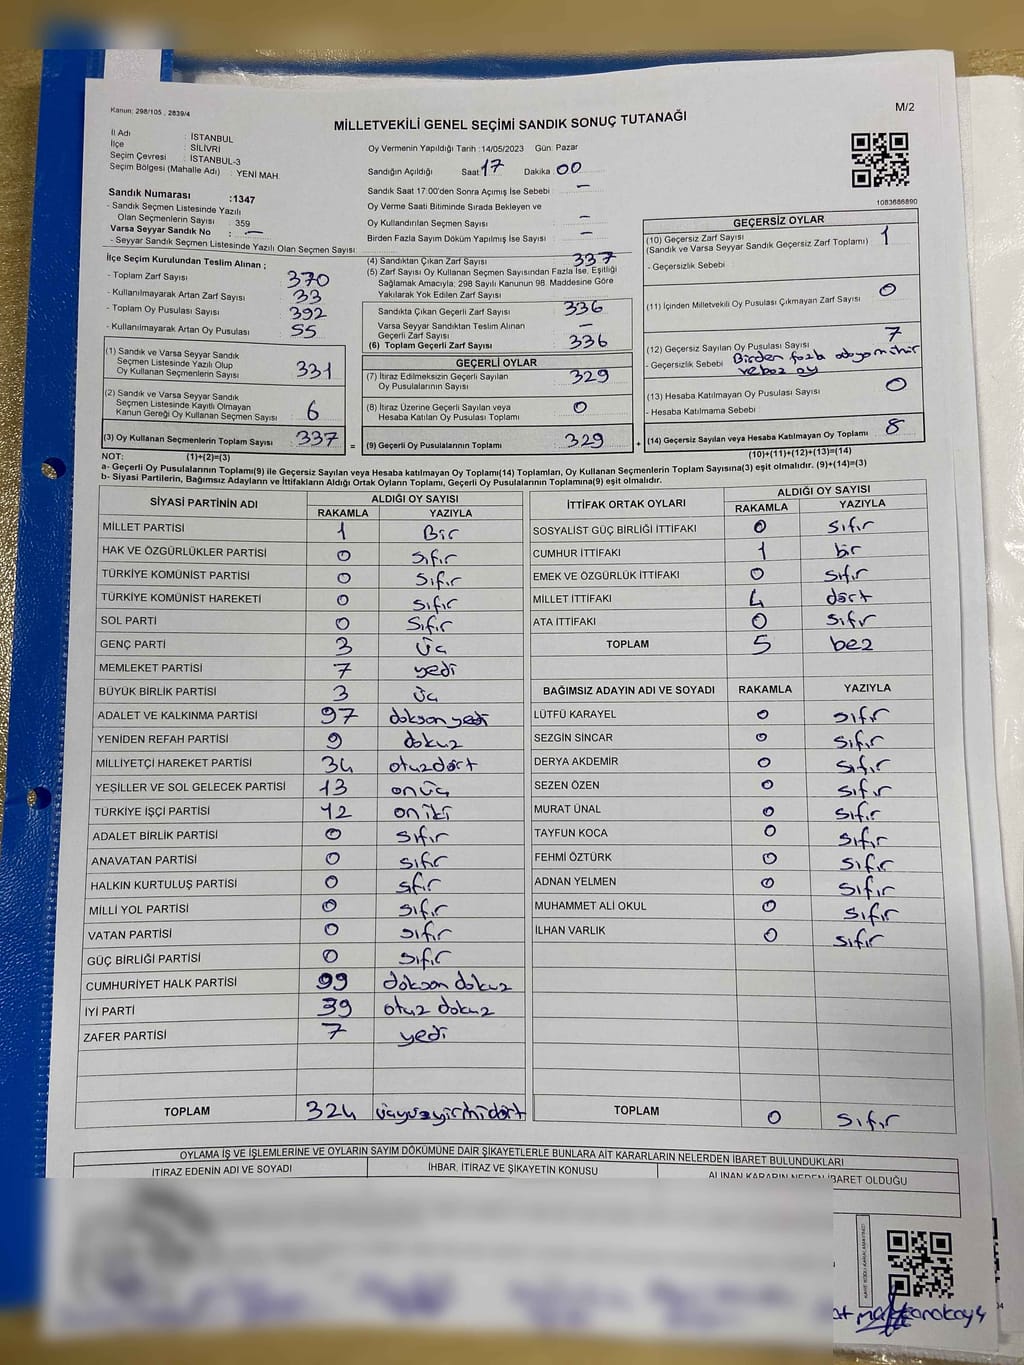 Kanun: 298/105 , 2839/4
M/2
MİLLETVEKİLİ GENEL SEÇİMİ SANDIK SONUÇ TUTANAĞI
İl Adı : İSTANBUL
İlçe : SİLİVRİ
Seçim Çevresi : İSTANBUL-3
Seçim Bölgesi (Mahalle Adı) : YENİ MAH.
Sandık Numarası :1347
- Sandık Seçmen Listesinde Yazılı
Olan Seçmenlerin Sayısı : 359
Varsa Seyyar Sandık No : -
- Seyyar Sandık Seçmen Listesinde Yazılı Olan Seçmen Sayısı
Oy Vermenin Yapıldığı Tarih :14/05/2023 Gün: Pazar
Sandığın Açıldığı Saat 17 Dakika 00
Sandık Saat 17:00'den Sonra Açımış İse Sebebi -
Oy Verme Saati Bitiminde Sırada Bekleyen ve
Oy Kullandırılan Seçmen Sayısı -
Birden Fazla Sayım Döküm Yapılmış İse Sayısı -
1083686890
İlçe Seçim Kurulundan Teslim Alınan ;
- Toplam Zarf Sayısı : 370
- Kullanılmayarak Artan Zarf Sayısı : 33
- Toplam Oy Pusulası Sayısı : 392
- Kullanılmayarak Artan Oy Pusulası : 55
(1) Sandık ve Varsa Seyyar Sandık
Seçmen Listesinde Yazılı Olup
Oy Kullanan Seçmenlerin Sayısı : 331
(2) Sandık ve Varsa Seyyar Sandık
Seçmen Listesinde Kayıtlı Olmayan
Kanun Gereği Oy Kullanan Seçmen Sayısı : 6
(3) Oy Kullanan Seçmenlerin Toplam Sayısı : 337
(4) Sandıktan Çıkan Zarf Sayısı : 337
(5) Zarf Sayısı Oy Kullanan Seçmen Sayısından Fazla İse, Eşitliği
Sağlamak Amacıyla; 298 Sayılı Kanunun 98. Maddesine Göre
Yakılarak Yok Edilen Zarf Sayısı
Sandıkta Çıkan Geçerli Zarf Sayısı : 336
Varsa Seyyar Sandıktan Teslim Alınan
Geçerli Zarf Sayısı : -
(6) Toplam Geçerli Zarf Sayısı : 336
GEÇERLİ OYLAR
(7) İtiraz Edilmeksizin Geçerli Sayılan
Oy Pusulalarının Sayısı : 329
(8) İtiraz Üzerine Geçerli Sayılan veya
Hesaba Katılan Oy Pusulası Toplamı : 0
= (9) Geçerli Oy Pusulalarının Toplamı : 329
GEÇERSİZ OYLAR
(10) Geçersiz Zarf Sayısı : 1
(Sandık ve Varsa Seyyar Sandık Geçersiz Zarf Toplamı)
- Geçersizlik Sebebi :
(11) İçinden Milletvekili Oy Pusulası Çıkmayan Zarf Sayısı : 0
(12) Geçersiz Sayılan Oy Pusulası Sayısı : 7
- Geçersizlik Sebebi : Birden fazla
(13) Hesaba Katılmayan Oy Pusulası Sayısı : 0
- Hesaba Katılmama Sebebi :
+ (14) Geçersiz Sayılan veya Hesaba Katılmayan Oy Toplamı : 8
NOT: (1)+(2)=(3) (10)+(11)+(12)+(13)=(14)
a- Geçerli Oy Pusulalarının Toplamı(9) ile Geçersiz Sayılan veya Hesaba Katılmayan Oy Toplamı(14) Toplamları, Oy Kullanan Seçmenlerin Toplam Sayısına(3) eşit olmalıdır. (9)+(14)=(3)
b- Siyasi Partilerin, Bağımsız Adayların ve İttifakların Aldığı Ortak Oyların Toplamı, Geçerli Oy Pusulalarının Toplamına(9) eşit olmalıdır.
SİYASİ PARTİNİN ADI ALDIĞI OY SAYISI
RAKAMLA YAZIYLA
MİLLET PARTİSİ 1 Bir
HAK VE ÖZGÜRLÜKLER PARTİSİ 0 sıfır
TÜRKİYE KOMÜNİST PARTİSİ 0 sıfır
TÜRKİYE KOMÜNİST HAREKETİ 0 sıfır
SOL PARTİ 0 sıfır
GENÇ PARTİ 3 üç
MEMLEKET PARTİSİ 7 yedi
BÜYÜK BİRLİK PARTİSİ 3 üç
ADALET VE KALKINMA PARTİSİ 97 doksan yedi
YENİDEN REFAH PARTİSİ 9 dokuz
MİLLİYETÇİ HAREKET PARTİSİ 34 otuzdört
YEŞİLLER VE SOL GELECEK PARTİSİ 13 onüç
TÜRKİYE İŞÇİ PARTİSİ 12 oniki
ADALET BİRLİK PARTİSİ 0 sıfır
ANAVATAN PARTİSİ 0 sıfır
HALKIN KURTULUŞ PARTİSİ 0 sfır
MİLLİ YOL PARTİSİ 0 sıfır
VATAN PARTİSİ 0 sıfır
GÜÇ BİRLİĞİ PARTİSİ 0 sıfır
CUMHURİYET HALK PARTİSİ 99 doksan dokuz
İYİ PARTİ 39 otuz dokuz
ZAFER PARTİSİ 7 yedi
TOPLAM 324 üçyüzyirmidört
İTTİFAK ORTAK OYLARI ALDIĞI OY SAYISI
RAKAMLA YAZIYLA
SOSYALİST GÜÇ BİRLİĞİ İTTİFAKI 0 sıfır
CUMHUR İTTİFAKI 1 bir
EMEK VE ÖZGÜRLÜK İTTİFAKI 0 sıfır
MİLLET İTTİFAKI 4 dört
ATA İTTİFAKI 0 sıfır
TOPLAM 5 beş
BAĞIMSIZ ADAYIN ADI VE SOYADI RAKAMLA YAZIYLA
LÜTFÜ KARAYEL 0 sıfır
SEZGİN SİNCAR 0 sıfır
DERYA AKDEMİR 0 sıfır
SEZEN ÖZEN 0 sıfır
MURAT ÜNAL 0 sıfır
TAYFUN KOCA 0 sıfır
FEHMİ ÖZTÜRK 0 sıfır
ADNAN YELMEN 0 sıfır
MUHAMMET ALİ OKUL 0 sıfır
İLHAN VARLIK 0 sıfır
TOPLAM 0 sıfır
OYLAMA İŞ VE İŞLEMLERİNE VE OYLARIN SAYIM DÖKÜMÜNE DAİR ŞİKAYETLERLE BUNLARA AİT KARARLARIN NELERDEN İBARET BULUNDUKLARI
İTİRAZ EDENİN ADI VE SOYADI İHBAR, İTİRAZ VE ŞİKAYETİN KONUSU ALINAN KARARIN NEDEN İBARET OLDUĞU